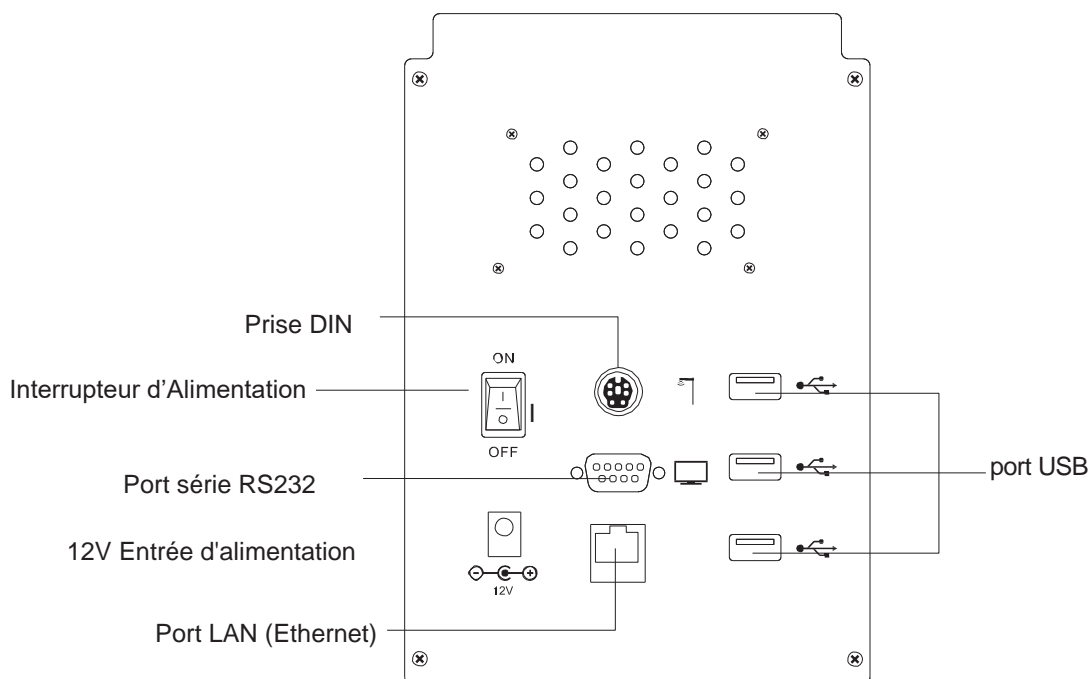 Prise DIN
ON
Interrupteur d'Alimentation
OFF
port USB
Port série RS232
12V Entrée d'alimentation
12V
Port LAN (Ethernet)